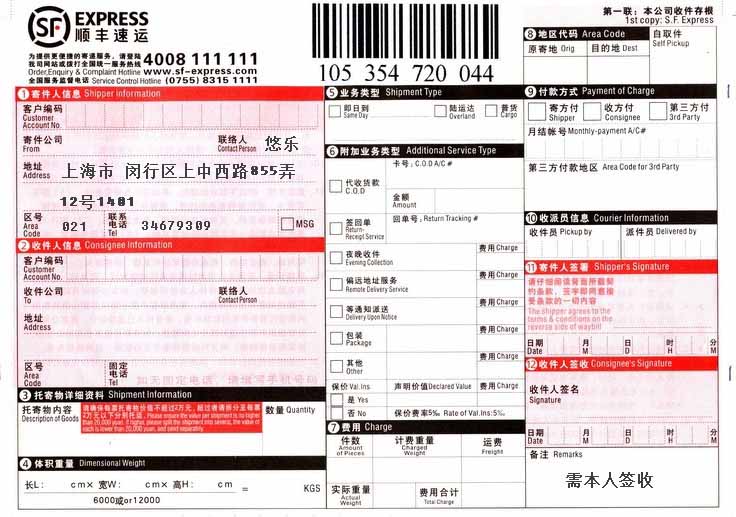 SF EXPRESS
顺丰速运
第一联：本公司收件存根
1st copy: S.F. Express
为提供更便捷的寄递服务，请登陆
我司网站或拨打全国统一服务热线
4008 111 111
Order,Enquiry & Complaint Hotline www.sf-express.com
全国服务监督电话 Service Control Hotline (0755) 8315 1111
105 354 720 044
1 寄件人信息 Shipper Information
客户编码
Customer
Account No.
寄件公司
From
联络人
Contact Person
悠乐
地址
Address
上海市 闵行区上中西路855弄
12号1401
区号
Area
Code
021
联系
电话
Tel
34679309
MSG
2 收件人信息 Consignee Information
客户编码
Customer
Account No.
收件公司
To
联络人
Contact Person
地址
Address
区号
Area
Code
固定
电话
Tel
如无固定电话，请填写手机号码
3 托寄物详细资料 Shipment Information
托寄物内容
Description of Goods
请确保每票托寄物价值不超过2万元，超过者请拆分至每票
2万元以下分别托运。Please ensure the value per shipment is no higher
than 20,000 yuan. If higher, please split the shipment into several, the value of
each is lower than 20,000 yuan, and send separately.
数量 Quantity
4 体积重量 Dimensional Weight
长L: cm× 宽W: cm× 高H: cm = KGS
6000或or12000
5 业务类型 Shipment Type
即日到
Same Day
陆运达
Overland
普货
Cargo
6 附加业务类型 Additional Service Type
代收货款
C.O.D
卡号: C.O.D A/C#
金额
Amount
签回单
Return-
Receipt Service
回单号: Return Tracking #
夜晚收件
Evening Collection
费用 Charge
偏远地址服务
Remote Delivery Service
费用 Charge
等通知派送
Delivery Upon Notice
费用 Charge
包装
Package
费用 Charge
其他
Other
费用 Charge
保价 Val.Ins 声明价值 Declared Value 费用 Charge
是 Yes
否 No
保价费率5‰ Rate of Val.Ins:5‰.
7 费用 Charge
件数
Amount
of Pieces
计费重量
Charged
Weight
运费
Freight
实际重量
Actual
Weight
费用合计
Total Charge
8 地区代码 Area Code
原寄地 Orig
目的地 Dest
自取件
Self Pickup
9 付款方式 Payment of Charge
寄方付
Shipper
收方付
Consignee
第三方付
3rd Party
月结帐号 Monthly-payment A/C#
第三方付款地区 Area Code for 3rd Party
10 收派员信息 Courier Information
收件员 Pickup by
派件员 Delivered by
11 寄件人签署 Shipper's Signature
请仔细阅读背面所载契
约条款，签字即同意接
受条款的一切内容
The shipper agrees to the
terms & conditions on the
reverse side of waybill
日期
Date
月
M
日
D
时
H
分
M
12 收件人签收 Consignee's Signature
收件人签名
Signature
日期
Date
月
M
日
D
时
H
分
M
备注 Remarks
需本人签收